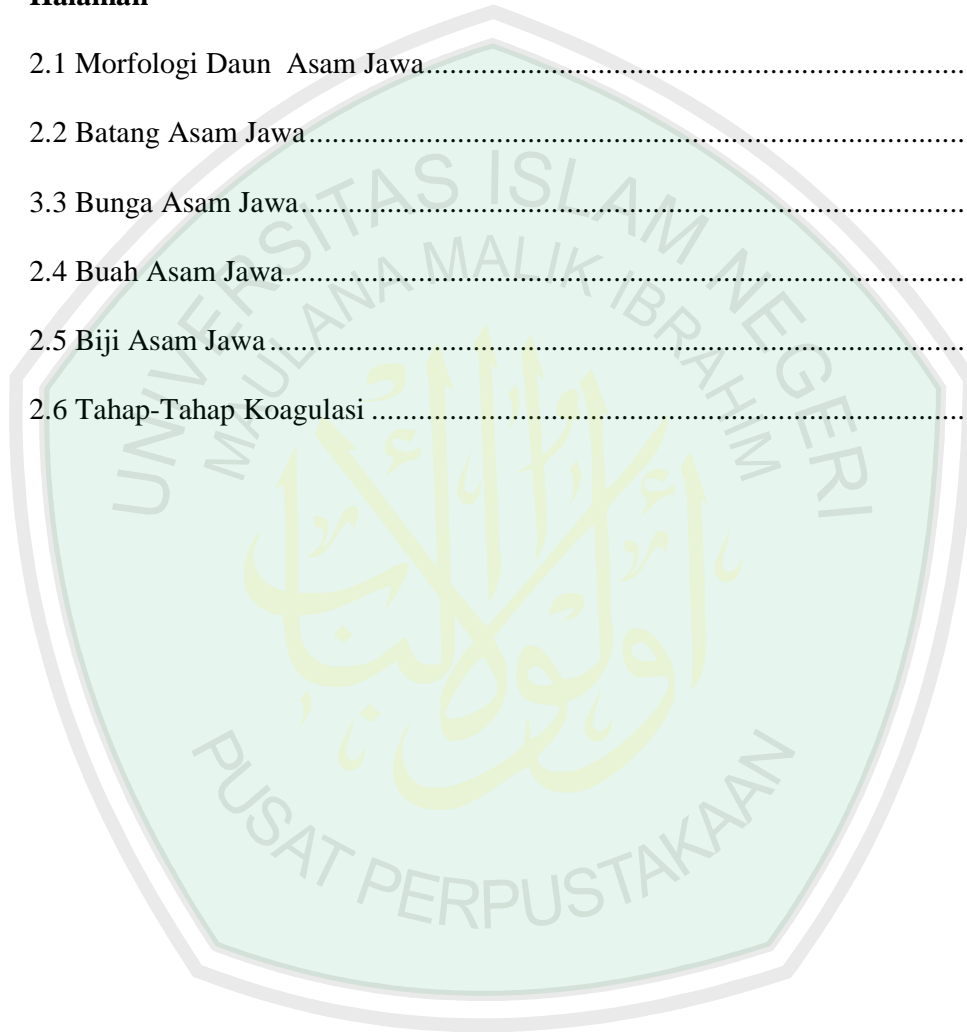 Halaman
2.1 Morfologi Daun  Asam Jawa.....................................................................
2.2 Batang Asam Jawa....................................................................................
3.3 Bunga Asam Jawa.....................................................................................
2.4 Buah Asam Jawa.......................................................................................
2.5 Biji Asam Jawa.........................................................................................
2.6 Tahap-Tahap Koagulasi ............................................................................
UNIVERSITAS ISLAM NEGERI
MAULANA MALIK IBRAHIM
PUSAT PERPUSTAKAAN